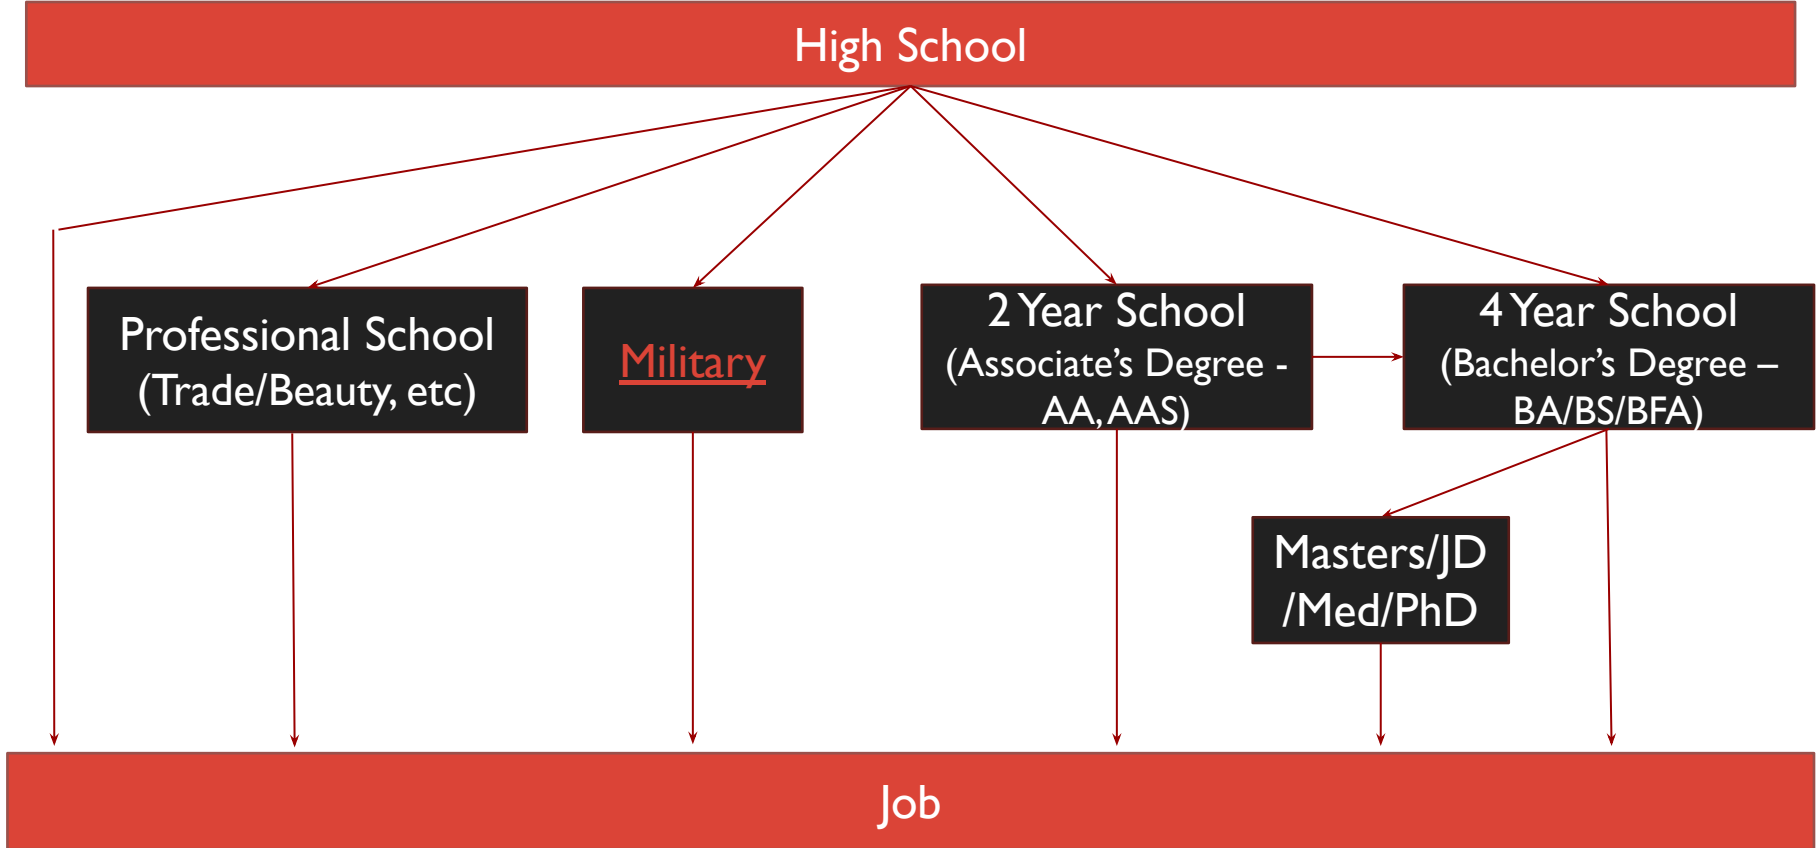 High School
Professional School
(Trade/Beauty, etc)
Military
2 Year School
(Associate’s Degree -
AA, AAS)
4 Year School
(Bachelor’s Degree –
BA/BS/BFA)
Masters/JD
/Med/PhD
Job